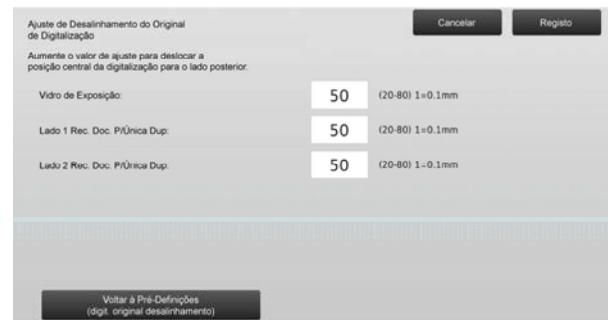 Ajuste de Desalinhamento do Original
de Digitalização
Cancelar
Registo
Aumente o valor de ajuste para deslocar a
posição central da digitalização para o lado posterior.
Vidro de Exposição:
50
(20-80) 1=0.1mm
Lado 1 Rec. Doc. P/Única Dup:
50
(20-80) 1=0.1mm
Lado 2 Rec. Doc. P/Única Dup:
50
(20-80) 1=0.1mm
Voltar à Pré-Definições
(digit. original desalinhamento)